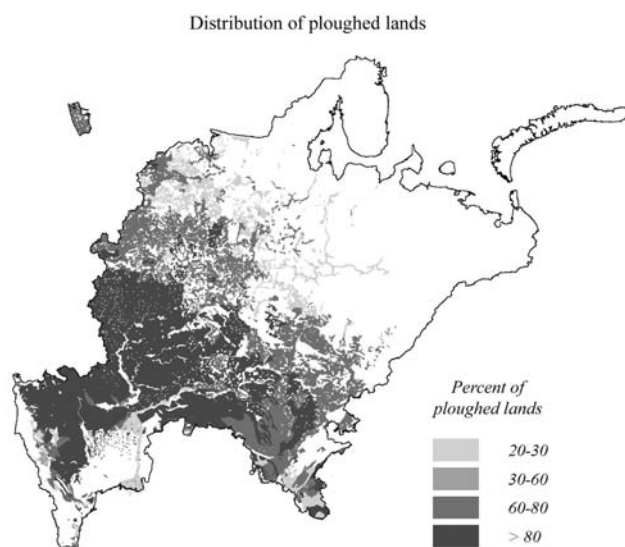 Distribution of ploughed lands
Percent of
ploughed lands
20-30
30-60
60-80
> 80